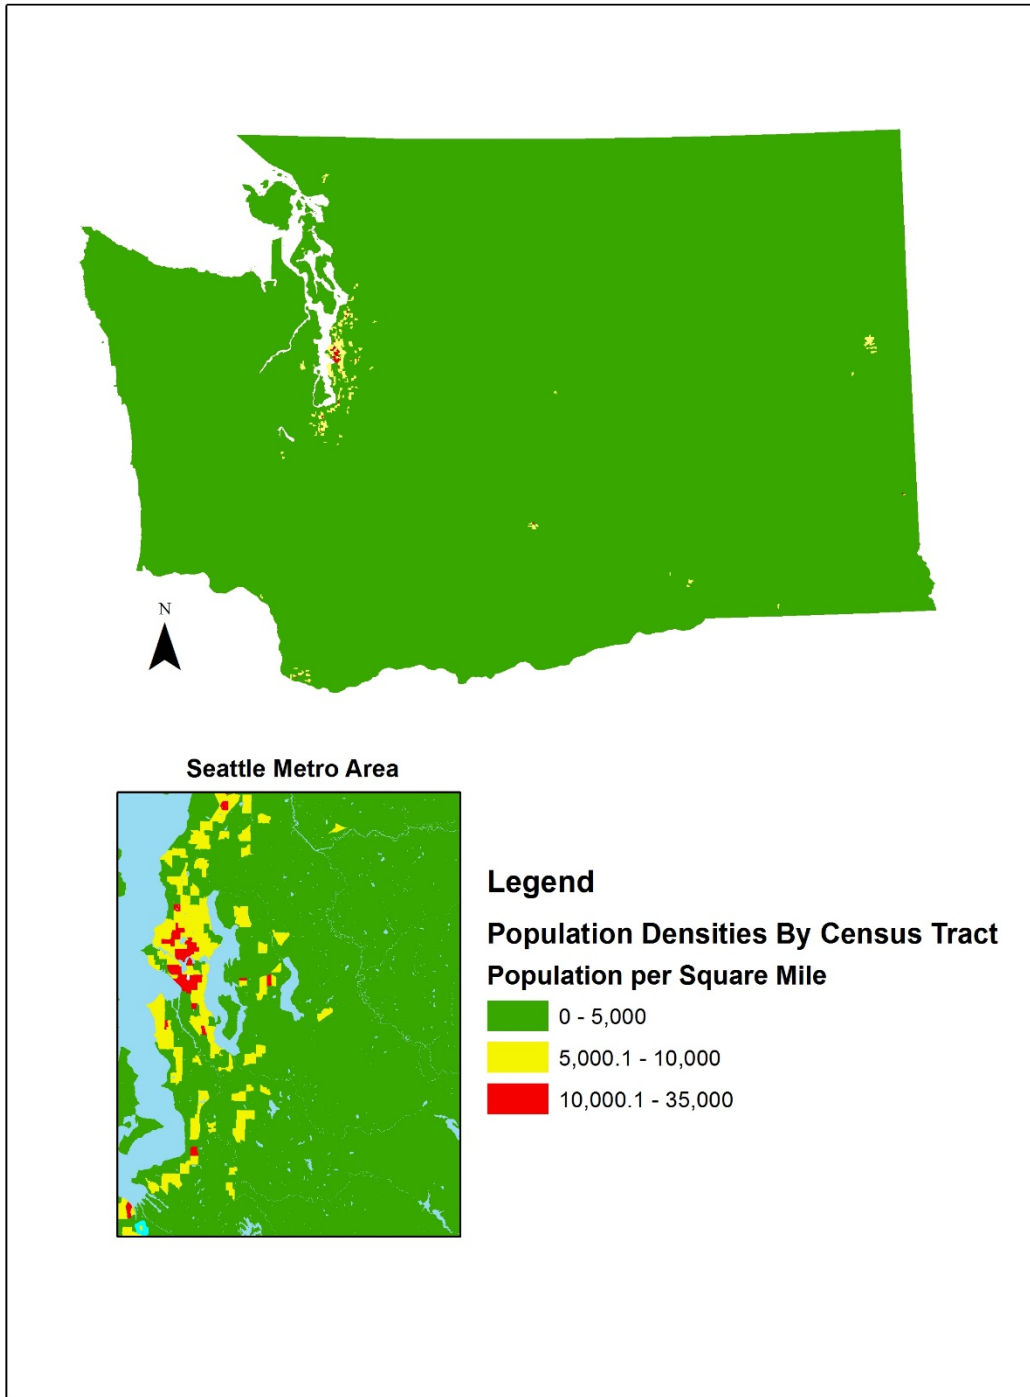 N
Seattle Metro Area
Legend
Population Densities By Census Tract
Population per Square Mile
0 - 5,000
5,000.1 - 10,000
10,000.1 - 35,000